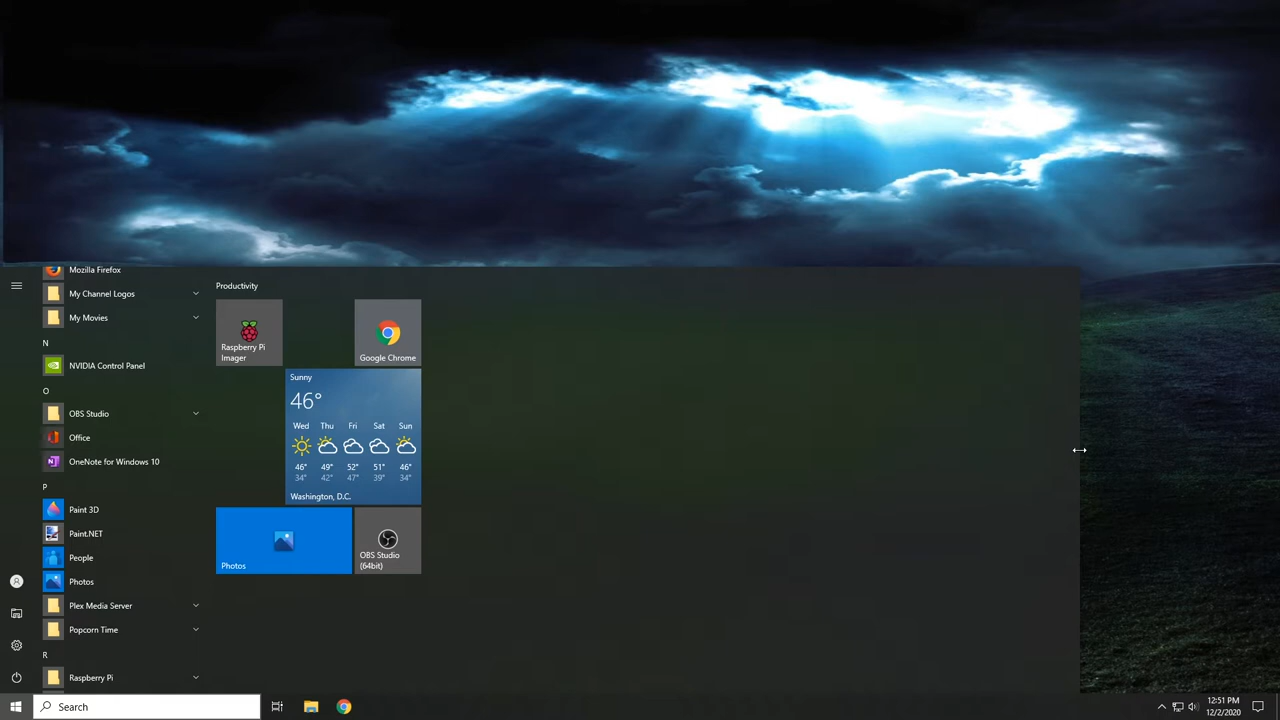 Mozilla Firefox
My Channel Logos
My Movies
N
NVIDIA Control Panel
O
OBS Studio
Office
OneNote for Windows 10
P
Paint 3D
Paint.NET
People
Photos
Plex Media Server
Popcorn Time
R
Raspberry Pi
Productivity
Raspberry Pi
Imager
Google Chrome
Sunny
46°
Wed Thu Fri Sat Sun
46° 49° 52° 51° 46°
34° 42° 47° 39° 34°
Washington, D.C.
Photos
OBS Studio
(64bit)
Search
12:51 PM
12/2/2020